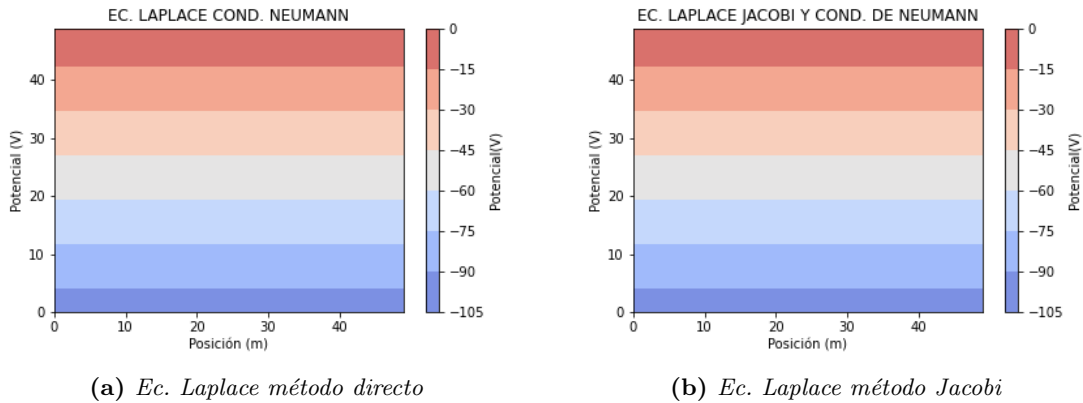 EC. LAPLACE COND. NEUMANN
Potencial (V)
40
30
20
10
0
0 10 20 30 40
Posición (m)
0
−15
−30
−45
−60
−75
−90
−105
Potencial(V)
(a) Ec. Laplace método directo
EC. LAPLACE JACOBI Y COND. DE NEUMANN
Potencial (V)
40
30
20
10
0
0 10 20 30 40
Posición (m)
0
−15
−30
−45
−60
−75
−90
−105
Potencial(V)
(b) Ec. Laplace método Jacobi